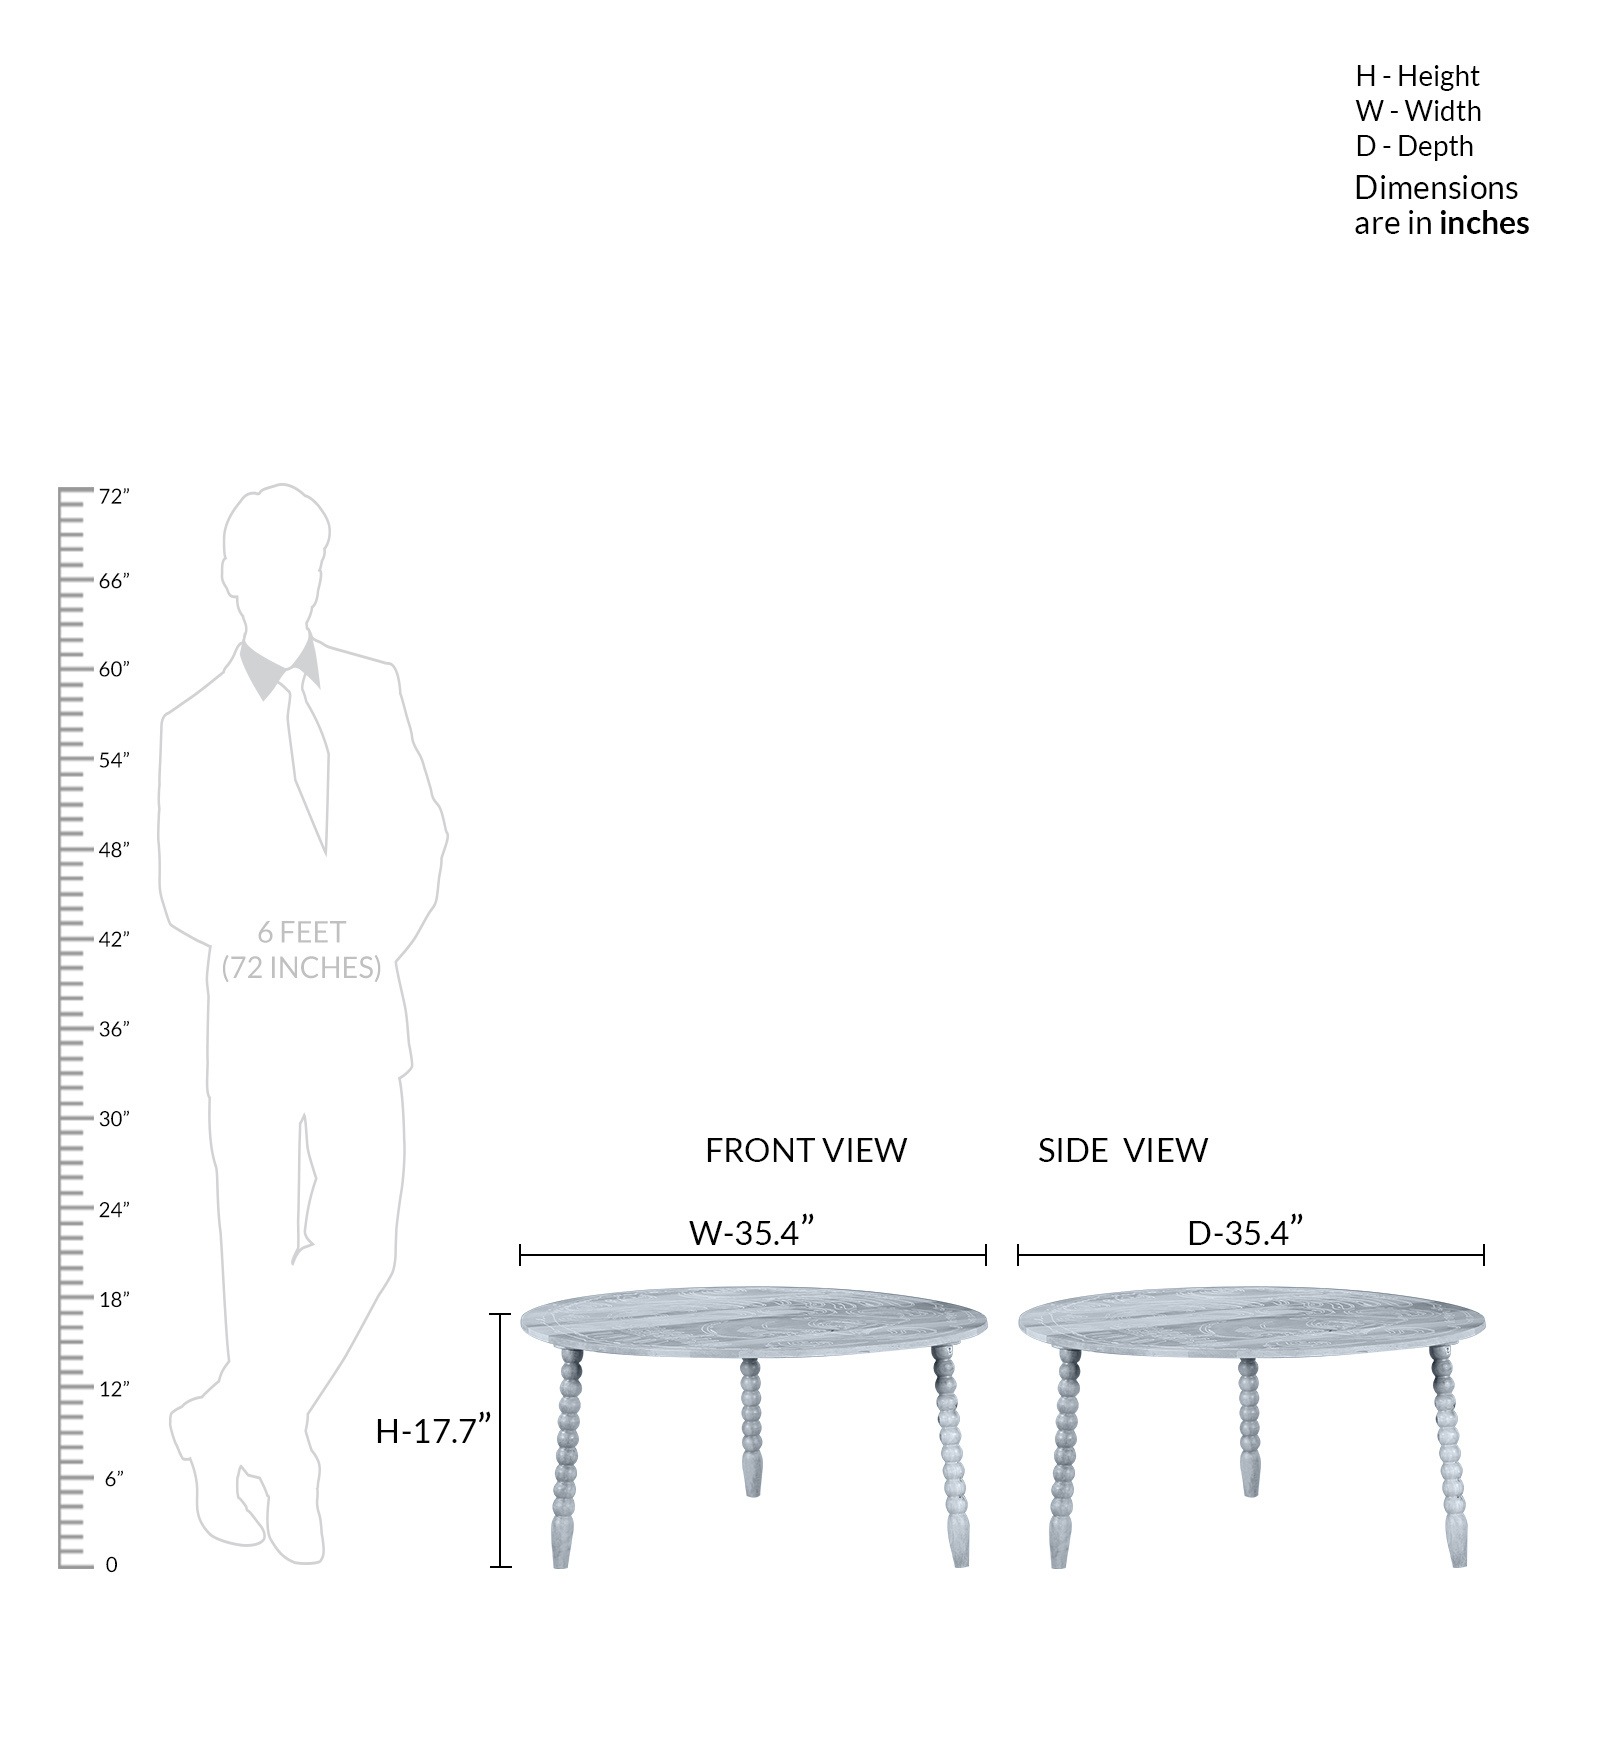 H - Height
W - Width
D - Depth
Dimensions
are in inches
72”
66”
60”
54”
48”
42”
36”
30”
24”
18”
12”
6”
0
6 FEET
(72 INCHES)
FRONT VIEW
SIDE VIEW
W-35.4”
D-35.4”
H-17.7”